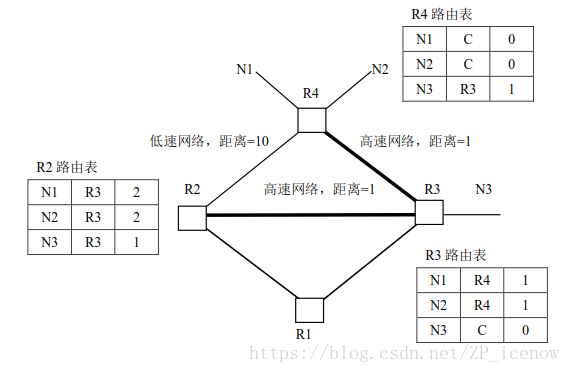 R4 路由表
N1 C 0
N2 C 0
N3 R3 1
N1
N2
R4
低速网络，距离=10
高速网络，距离=1
R2 路由表
N1 R3 2
N2 R3 2
N3 R3 1
R2
高速网络，距离=1
R3
N3
R3 路由表
N1 R4 1
N2 R4 1
N3 C 0
R1
https://blog.csdn.net/ZP_icenow